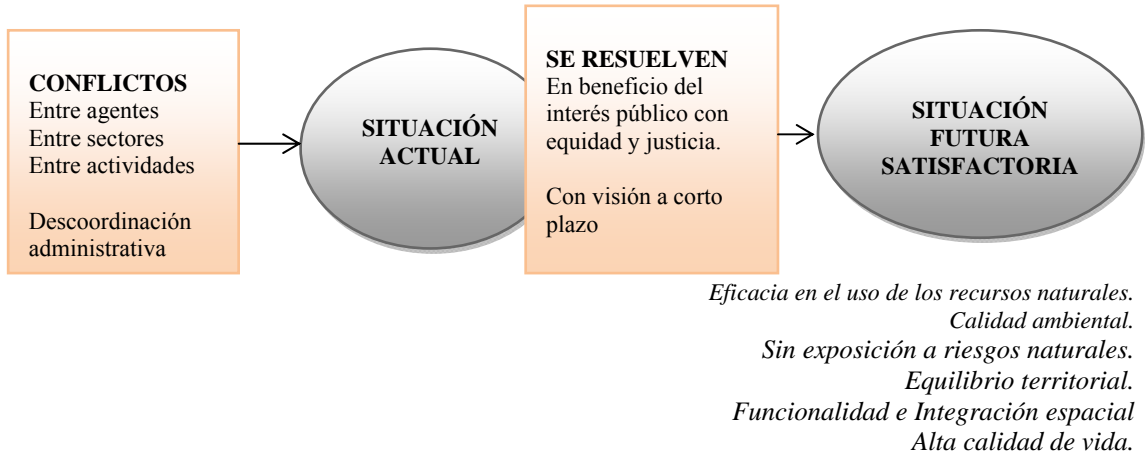 CONFLICTOS
Entre agentes
Entre sectores
Entre actividades
Descoordinación
administrativa
SITUACIÓN
ACTUAL
SE RESUELVEN
En beneficio del
interés público con
equidad y justicia.
Con visión a corto
plazo
SITUACIÓN
FUTURA
SATISFACTORIA
Eficacia en el uso de los recursos naturales.
Calidad ambiental.
Sin exposición a riesgos naturales.
Equilibrio territorial.
Funcionalidad e Integración espacial
Alta calidad de vida.